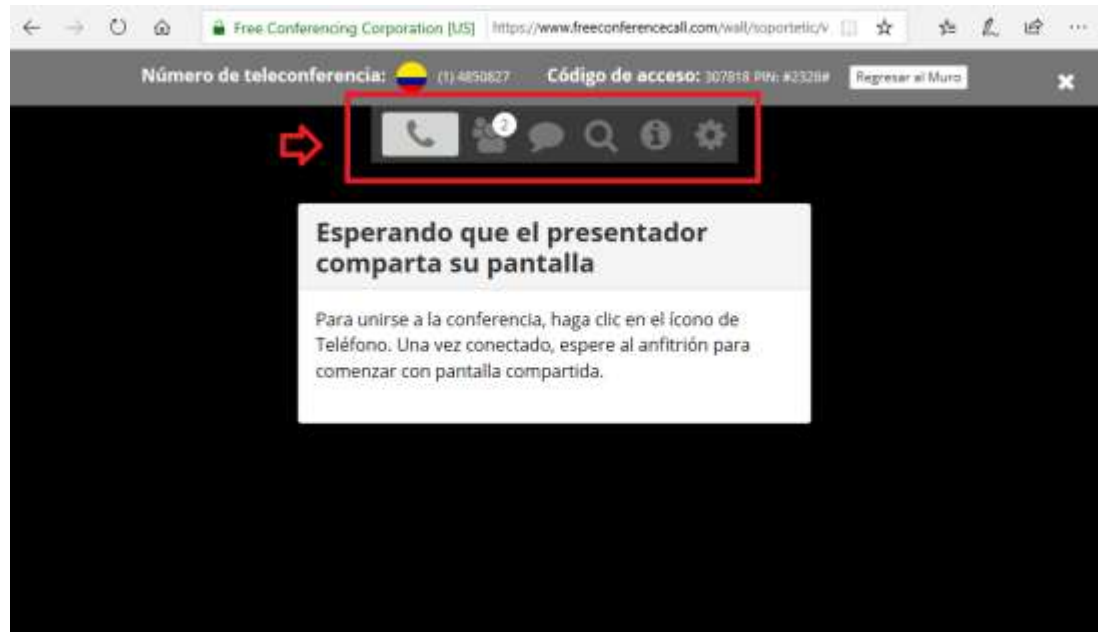 Free Conferencing Corporation [US] https://www.freeconferencecall.com/wall/soportetic/v
Número de teleconferencia: (1) 4850827 Código de acceso: 307818 PIN: #2328# Regresar al Muro
2
Esperando que el presentador
comparta su pantalla
Para unirse a la conferencia, haga clic en el ícono de
Teléfono. Una vez conectado, espere al anfitrión para
comenzar con pantalla compartida.